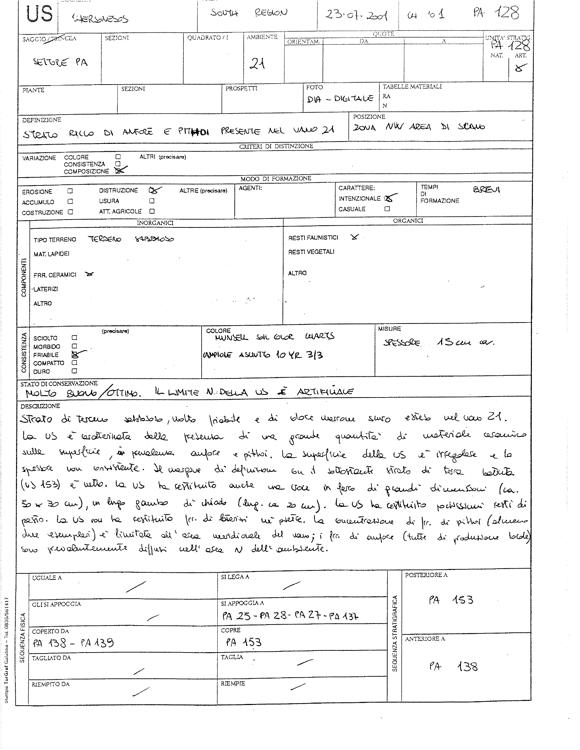 US CHERSONESOS SOUTH REGION 23-07-2001 CH '01 PA 128
SAGGIO/TRINCEA SEZIONI QUADRATO/I AMBIENTE QUOTE UNITA' STRATIG.
ORIENTAM. DA A PA 128
SETTORE PA 21 NAT. ART.
PIANTE SEZIONI PROSPETTI FOTO TABELLE MATERIALI
DIA - DIGITALE RA
N
DEFINIZIONE POSIZIONE
STRATO RICCO DI ANFORE E PITHOI PRESENTE NEL VANO 21 ZONA NW AREA DI SCAVO
CRITERI DI DISTINZIONE
VARIAZIONE COLORE ALTRI (precisare)
CONSISTENZA
COMPOSIZIONE
MODO DI FORMAZIONE
EROSIONE DISTRUZIONE ALTRE (precisare) AGENTI: CARATTERE: TEMPI BREVI
ACCUMULO USURA INTENZIONALE DI
COSTRUZIONE ATT. AGRICOLE CASUALE FORMAZIONE
INORGANICI ORGANICI
COMPONENTI
TIPO TERRENO TERRENO SABBIOSO RESTI FAUNISTICI X
MAT. LAPIDEI RESTI VEGETALI
FRR. CERAMICI X ALTRO
LATERIZI
ALTRO
CONSISTENZA
(precisare) COLORE MISURE
SCIOLTO MUNSELL SOIL COLOR CHARTS
MORBIDO SPESSORE 15 cm ca.
FRIABILE CAMPIONE ASCIUTTO 10 YR 3/3
COMPATTO
DURO
STATO DI CONSERVAZIONE
MOLTO BUONO/OTTIMO. IL LIMITE N DELLA US È ARTIFICIALE
DESCRIZIONE
Strato di terreno sabbioso, molto friabile e di colore marrone scuro esteso nel vano 21.
La US è caratterizzata dalla presenza di una grande quantità di materiale ceramico
sulla superficie, in prevalenza anfore e pithoi. La superficie della US è irregolare e lo
spessore non consistente. Il margine di definizione con il sottostante strato di terra battuta
(US 153) è netto. La US ha restituito anche una in ferro di grandi dimensioni (ca.
50 x 30 cm), un lungo gambo di chiodo (lung. ca 20 cm). La US ha restituito pochissimi resti di
pasto. La US non ha restituito frr. di laterizi né pietre. La concentrazione di frr. di pithoi (almeno
due esemplari) è limitata all'area meridionale del vano; i frr. di anfore (tutte di produzione locale)
sono prevalentemente diffusi nell'area N dell'ambiente.
SEQUENZA FISICA
UGUALE A SI LEGA A
GLI SI APPOGGIA SI APPOGGIA A
PA 25 - PA 28 - PA 27 - PA 137
COPERTO DA COPRE
PA 138 - PA 139 PA 153
TAGLIATO DA TAGLIA
RIEMPITO DA RIEMPIE
SEQUENZA STRATIGRAFICA
POSTERIORE A
PA 153
ANTERIORE A
PA 138